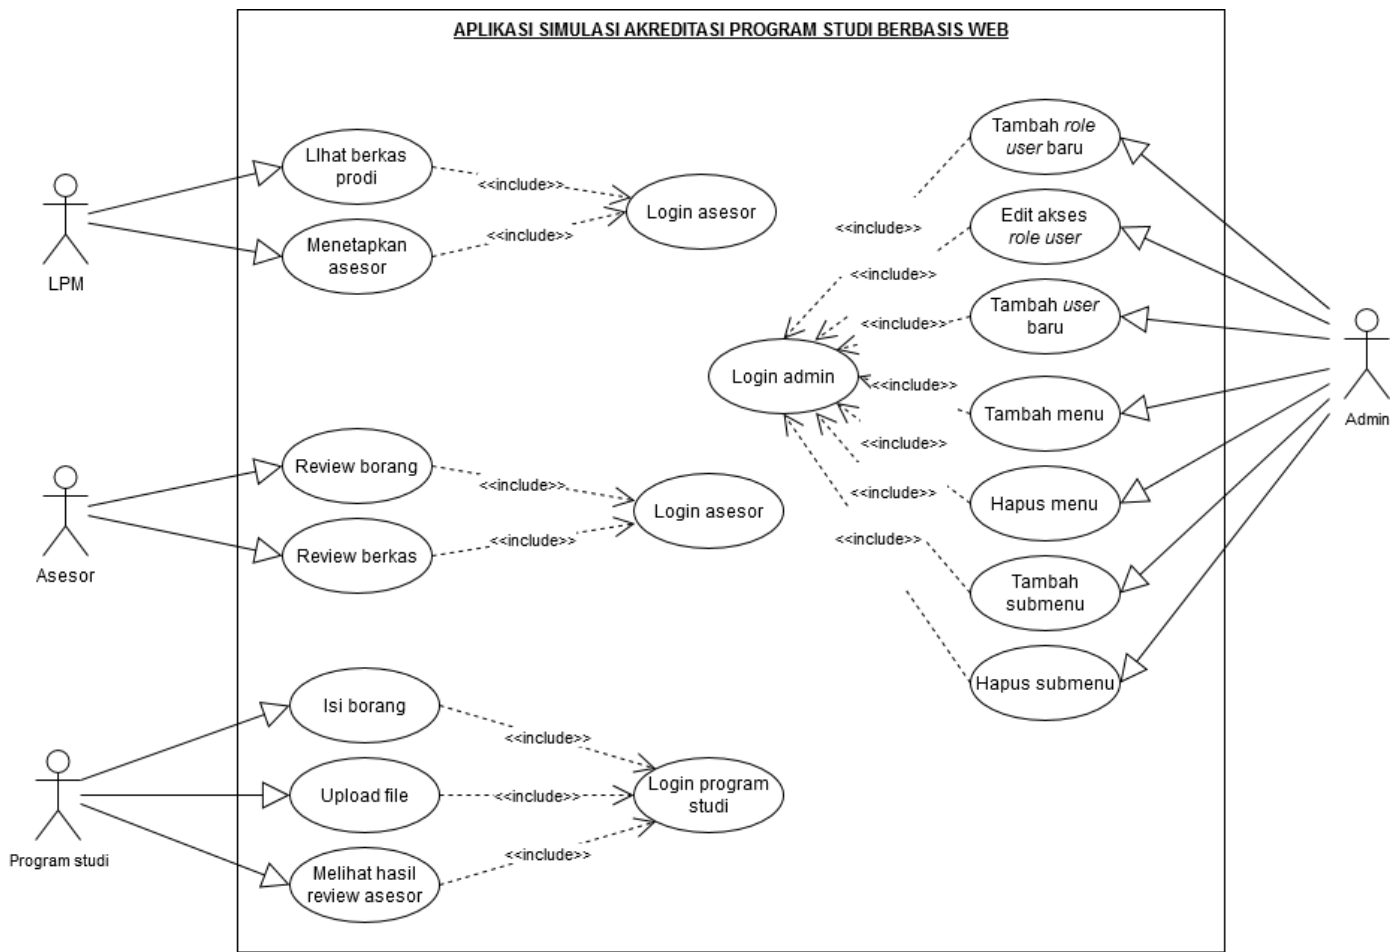 APLIKASI SIMULASI AKREDITASI PROGRAM STUDI BERBASIS WEB
LIhat berkas
prodi
<<include>>
Menetapkan
asesor
<<include>>
Login asesor
LPM
Review borang
<<include>>
Review berkas
<<include>>
Login asesor
Asesor
Isi borang
<<include>>
Upload file
<<include>>
Melihat hasil
review asesor
<<include>>
Login program
studi
Program studi
Tambah role
user baru
<<include>>
Edit akses
role user
<<include>>
Tambah user
baru
<<include>>
Login admin
<<include>>
Tambah menu
<<include>>
Hapus menu
<<include>>
Tambah
submenu
<<include>>
Hapus submenu
Admin